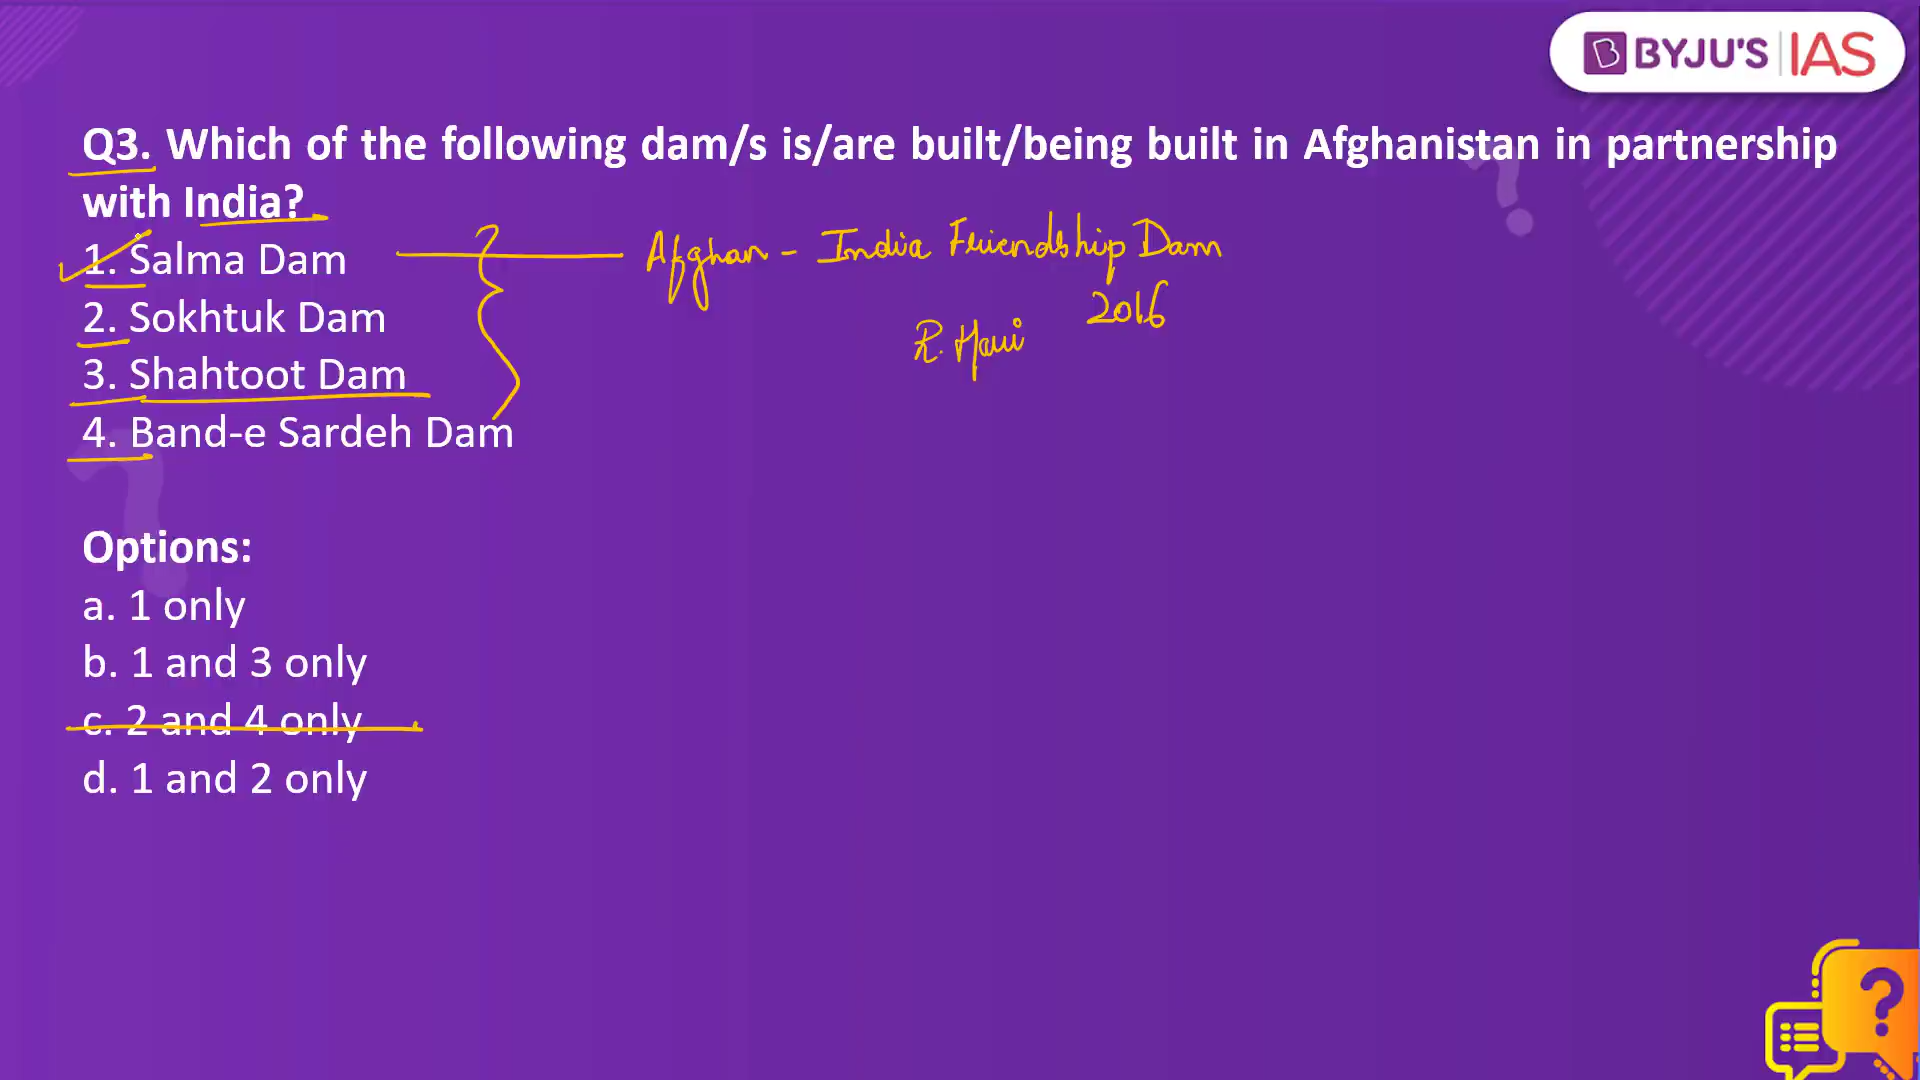 BYJU'S IAS
Q3. Which of the following dam/s is/are built/being built in Afghanistan in partnership
with India?
1. Salma Dam
Afghan - India Friendship Dam
2. Sokhtuk Dam
2016
R. Hari
3. Shahtoot Dam
4. Band-e Sardeh Dam
Options:
a. 1 only
b. 1 and 3 only
c. 2 and 4 only
d. 1 and 2 only